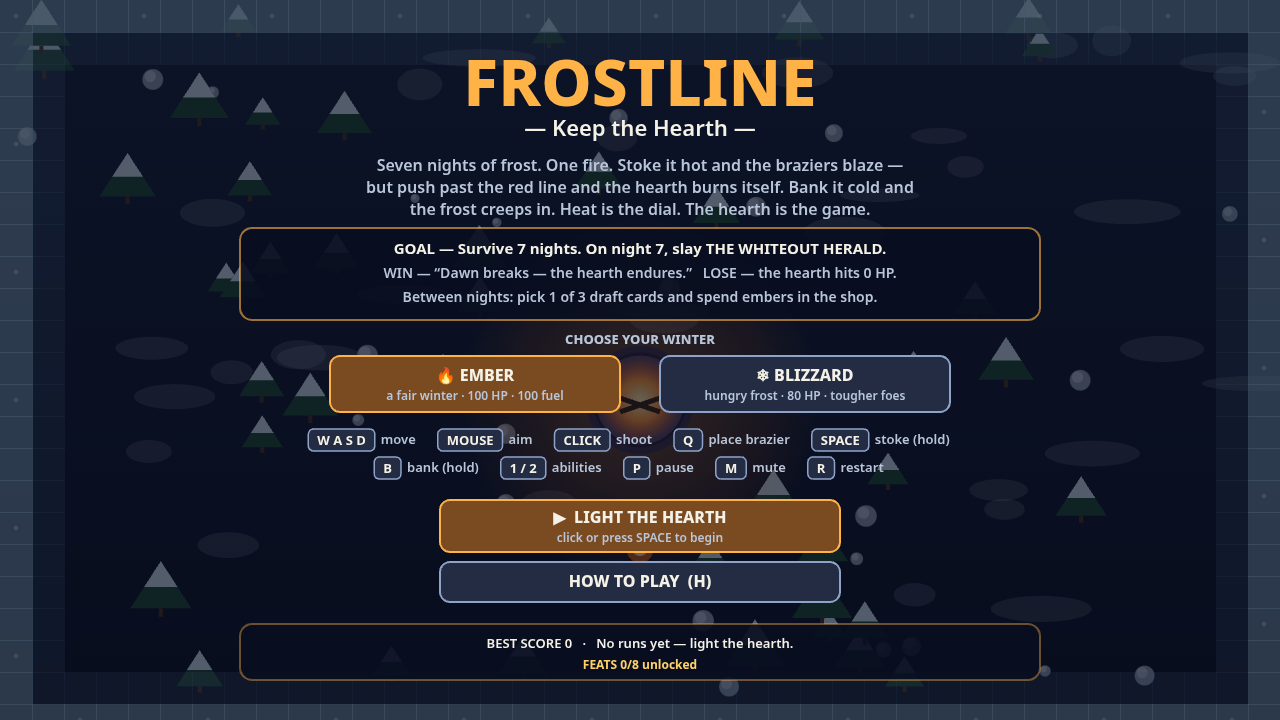 FROSTLINE
— Keep the Hearth —
Seven nights of frost. One fire. Stoke it hot and the braziers blaze —
but push past the red line and the hearth burns itself. Bank it cold and
the frost creeps in. Heat is the dial. The hearth is the game.
GOAL — Survive 7 nights. On night 7, slay THE WHITEOUT HERALD.
WIN — “Dawn breaks — the hearth endures.” LOSE — the hearth hits 0 HP.
Between nights: pick 1 of 3 draft cards and spend embers in the shop.
CHOOSE YOUR WINTER
🔥 EMBER
a fair winter · 100 HP · 100 fuel
❄ BLIZZARD
hungry frost · 80 HP · tougher foes
W A S D move MOUSE aim CLICK shoot Q place brazier SPACE stoke (hold)
B bank (hold) 1 / 2 abilities P pause M mute R restart
▶ LIGHT THE HEARTH
click or press SPACE to begin
HOW TO PLAY (H)
BEST SCORE 0 · No runs yet — light the hearth.
FEATS 0/8 unlocked